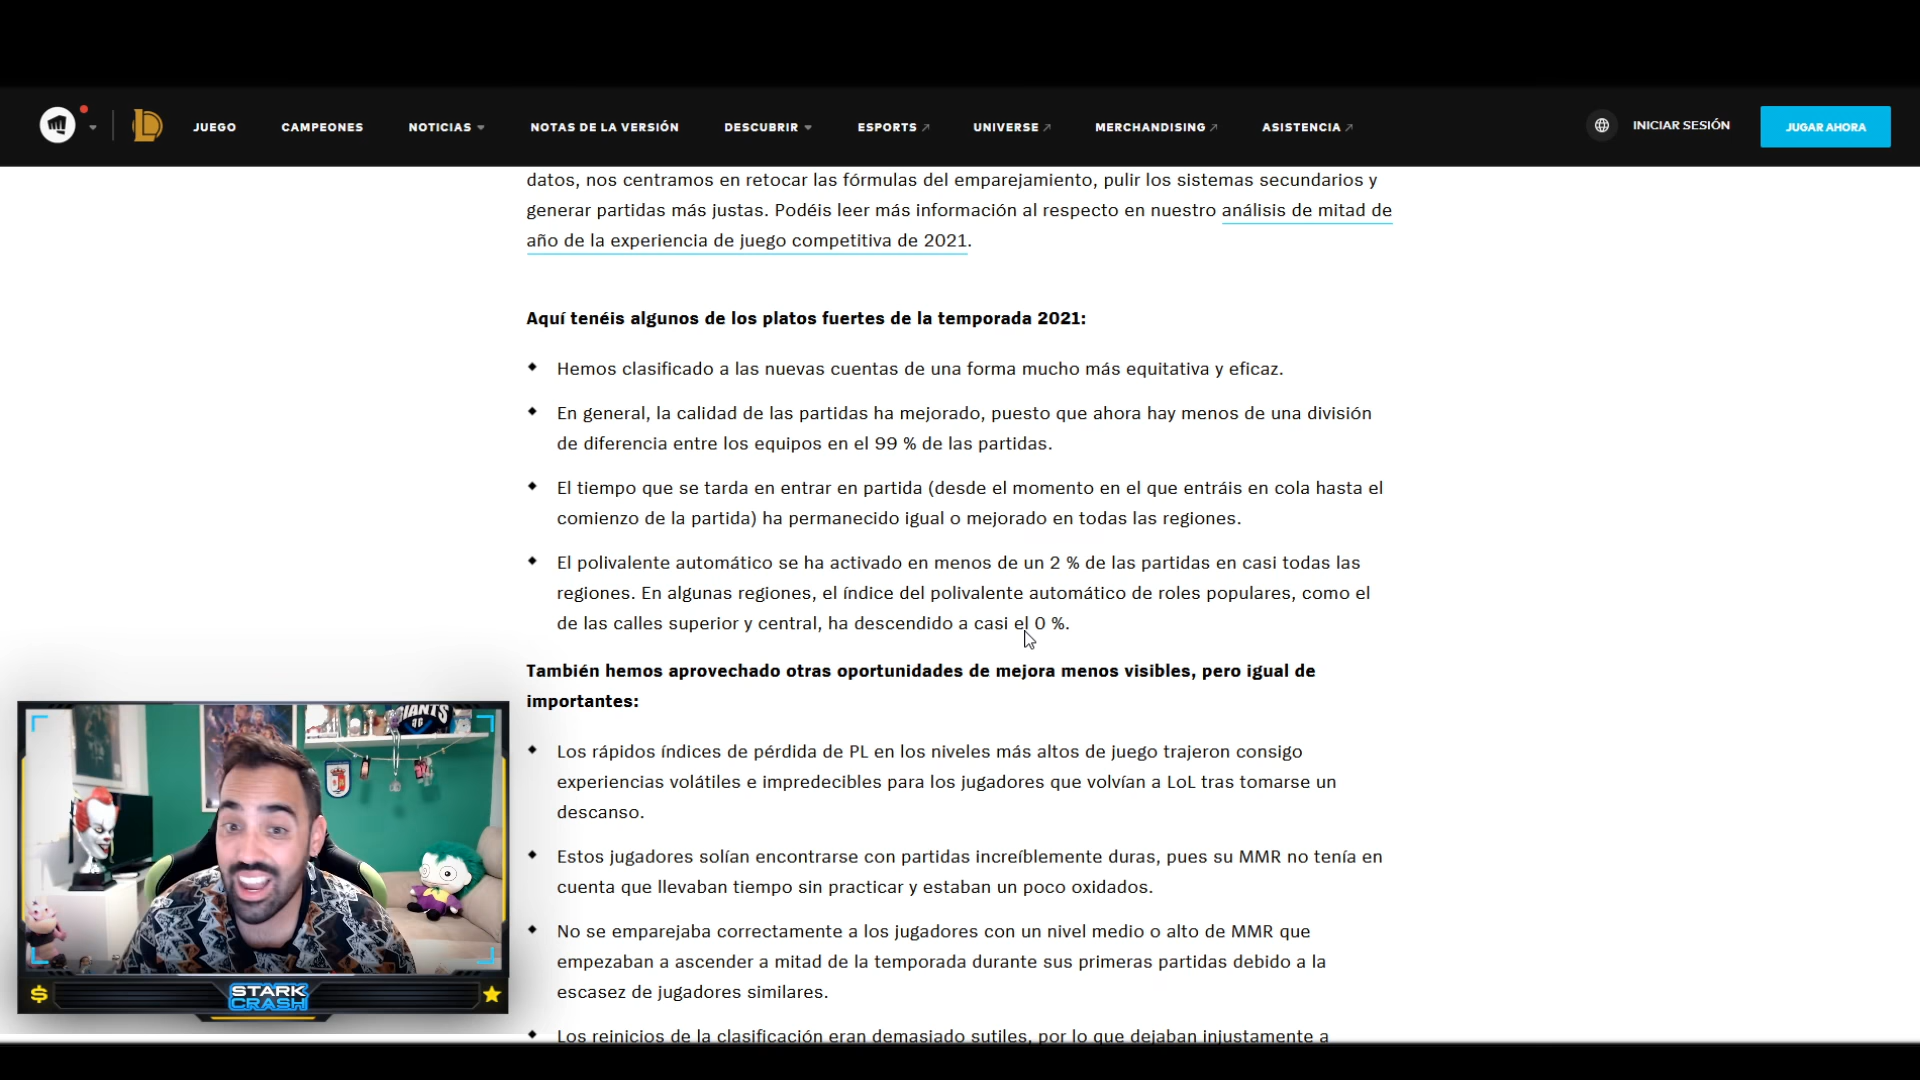 JUEGO CAMPEONES NOTICIAS NOTAS DE LA VERSIÓN DESCUBRIR ESPORTS UNIVERSE MERCHANDISING ASISTENCIA INICIAR SESIÓN JUGAR AHORA
datos, nos centramos en retocar las fórmulas del emparejamiento, pulir los sistemas secundarios y
generar partidas más justas. Podéis leer más información al respecto en nuestro análisis de mitad de
año de la experiencia de juego competitiva de 2021.
Aquí tenéis algunos de los platos fuertes de la temporada 2021:
Hemos clasificado a las nuevas cuentas de una forma mucho más equitativa y eficaz.
En general, la calidad de las partidas ha mejorado, puesto que ahora hay menos de una división
de diferencia entre los equipos en el 99 % de las partidas.
El tiempo que se tarda en entrar en partida (desde el momento en el que entráis en cola hasta el
comienzo de la partida) ha permanecido igual o mejorado en todas las regiones.
El polivalente automático se ha activado en menos de un 2 % de las partidas en casi todas las
regiones. En algunas regiones, el índice del polivalente automático de roles populares, como el
de las calles superior y central, ha descendido a casi el 0 %.
También hemos aprovechado otras oportunidades de mejora menos visibles, pero igual de
importantes:
Los rápidos índices de pérdida de PL en los niveles más altos de juego trajeron consigo
experiencias volátiles e impredecibles para los jugadores que volvían a LoL tras tomarse un
descanso.
Estos jugadores solían encontrarse con partidas increíblemente duras, pues su MMR no tenía en
cuenta que llevaban tiempo sin practicar y estaban un poco oxidados.
No se emparejaba correctamente a los jugadores con un nivel medio o alto de MMR que
empezaban a ascender a mitad de la temporada durante sus primeras partidas debido a la
escasez de jugadores similares.
Los reinicios de la clasificación eran demasiado sutiles, por lo que dejaban injustamente a
GIANTS
$ STARK
CRASH